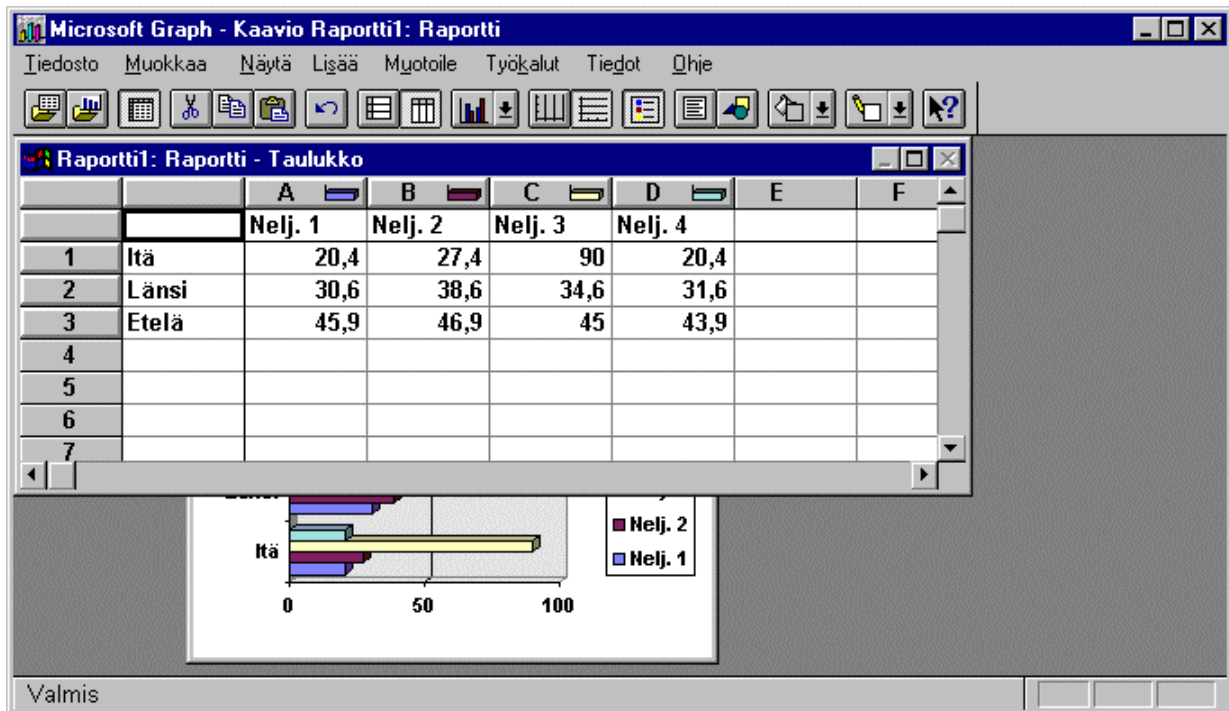 Microsoft Graph - Kaavio Raportti1: Raportti
Tiedosto Muokkaa Näytä Lisää Muotoile Työkalut Tiedot Ohje
Raportti1: Raportti - Taulukko
A B C D E F
Nelj. 1 Nelj. 2 Nelj. 3 Nelj. 4
1 Itä 20,4 27,4 90 20,4
2 Länsi 30,6 38,6 34,6 31,6
3 Etelä 45,9 46,9 45 43,9
4
5
6
7
Nelj. 2
Itä
Nelj. 1
0 50 100
Valmis